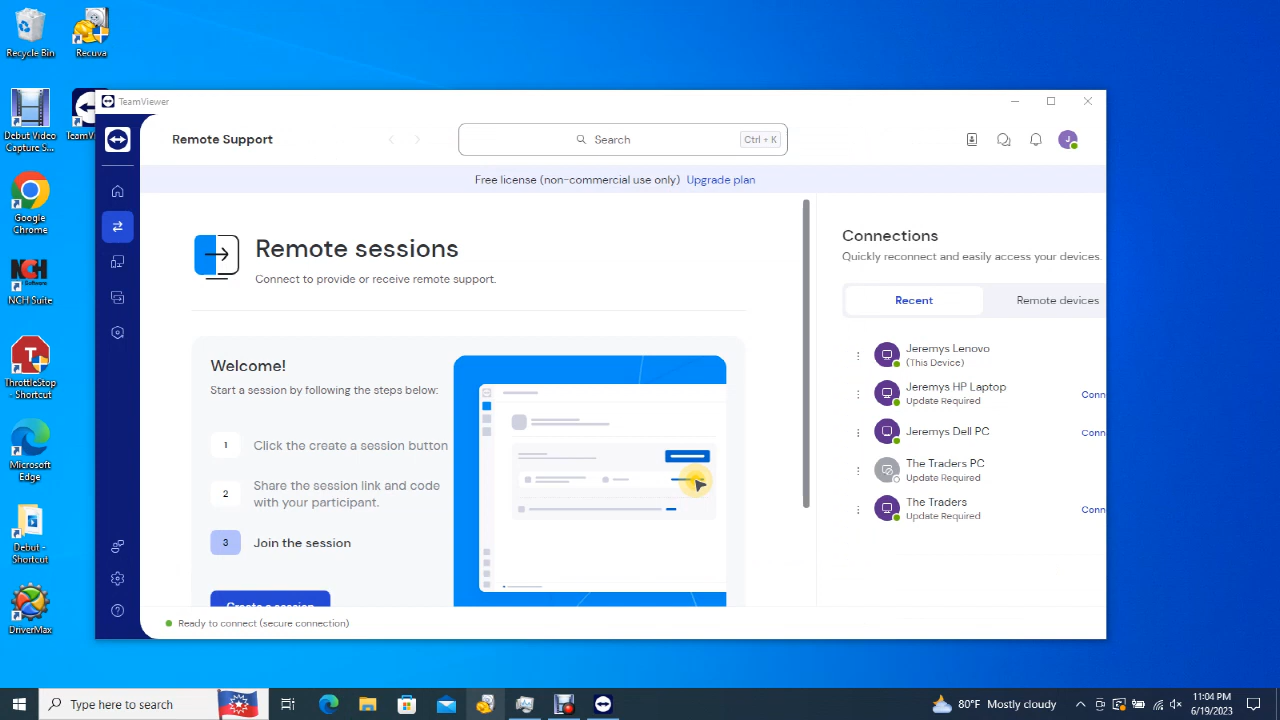 Recycle Bin
Recuva
Debut Video
Capture S...
TeamV
Google
Chrome
NCH Suite
ThrottleStop
- Shortcut
Microsoft
Edge
Debut -
Shortcut
DriverMax
TeamViewer
Remote Support
Search
Ctrl + K
J
Free license (non-commercial use only) Upgrade plan
Remote sessions
Connect to provide or receive remote support.
Welcome!
Start a session by following the steps below:
1 Click the create a session button
2 Share the session link and code
with your participant.
3 Join the session
Create a session
Connections
Quickly reconnect and easily access your devices.
Recent
Remote devices
Jeremys Lenovo
(This Device)
Jeremys HP Laptop
Update Required
Conn
Jeremys Dell PC
Conn
The Traders PC
Update Required
The Traders
Update Required
Conn
Ready to connect (secure connection)
Type here to search
80°F Mostly cloudy
11:04 PM
6/19/2023